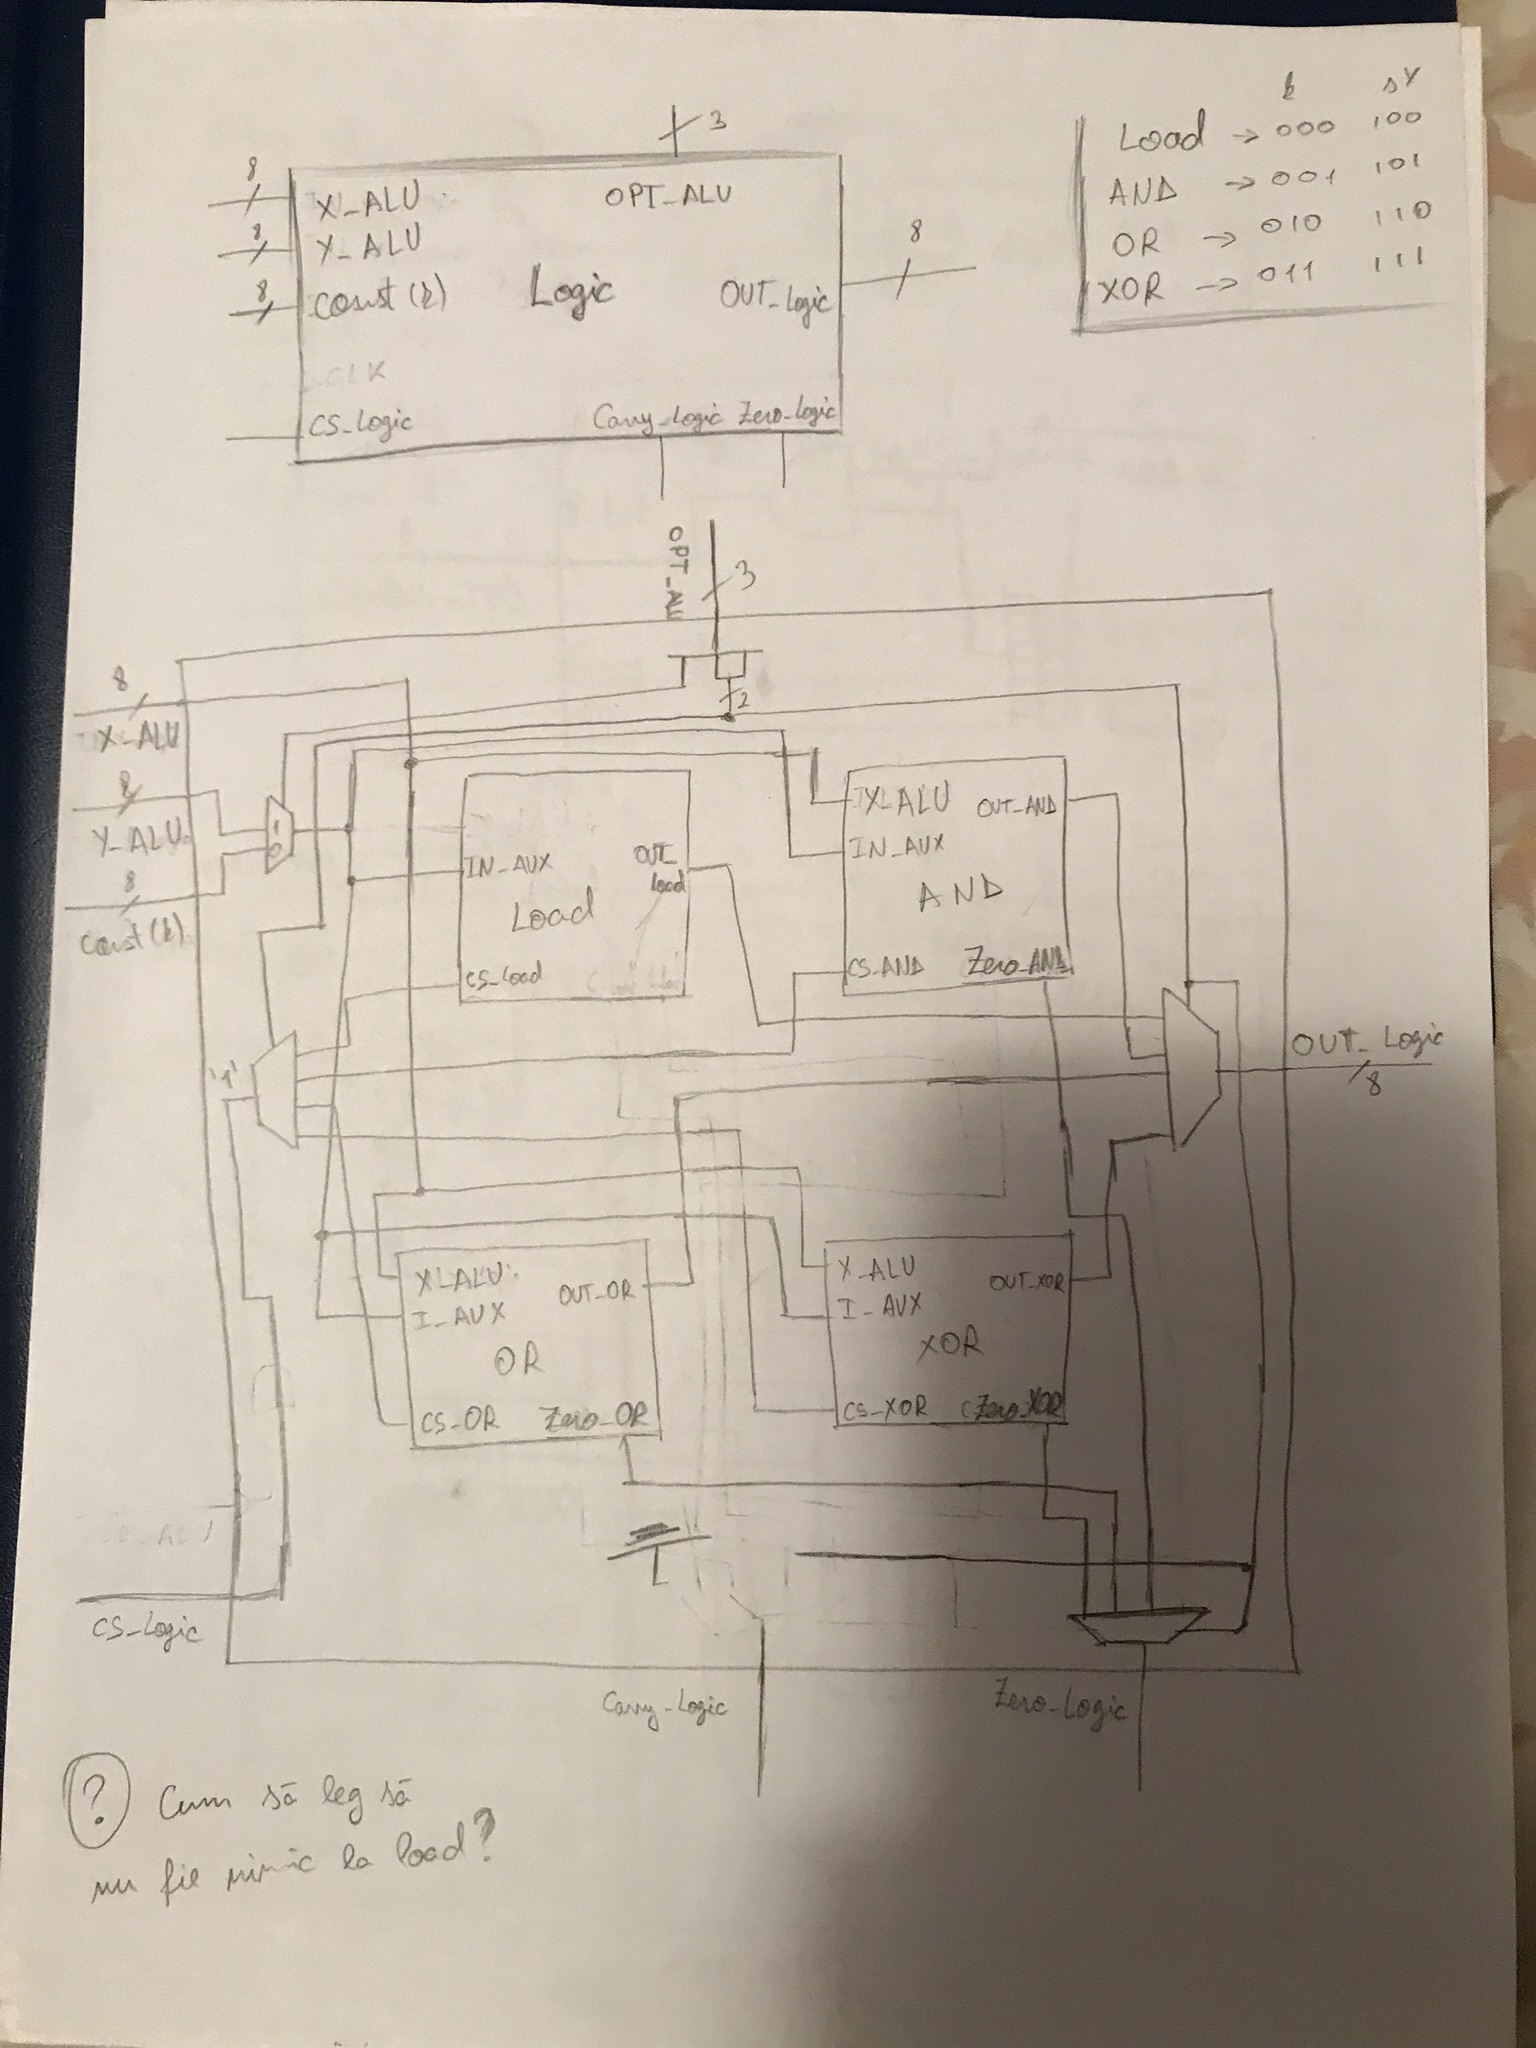 3
k sY
Load → 000 100
AND → 001 101
OR → 010 110
XOR → 011 111
8
X_ALU OPT_ALU
8
Y_ALU
8
const (k) Logic OUT_Logic
8
CLK
CS_Logic Carry_Logic Zero_Logic
OPT_ALU
3
2
8
X_ALU
8
Y_ALU
8
const (k)
1
0
IN_AUX OUT_Load
Load
CS_Load
X_ALU OUT_AND
IN_AUX
AND
CS_AND Zero_AND
'1'
OUT_Logic
8
X_ALU OUT_OR
I_AUX
OR
CS_OR Zero_OR
X_ALU OUT_XOR
I_AUX
XOR
CS_XOR Zero_XOR
CS_Logic
Carry_Logic Zero_Logic
? Cum să leg să
nu fie nimic la load?